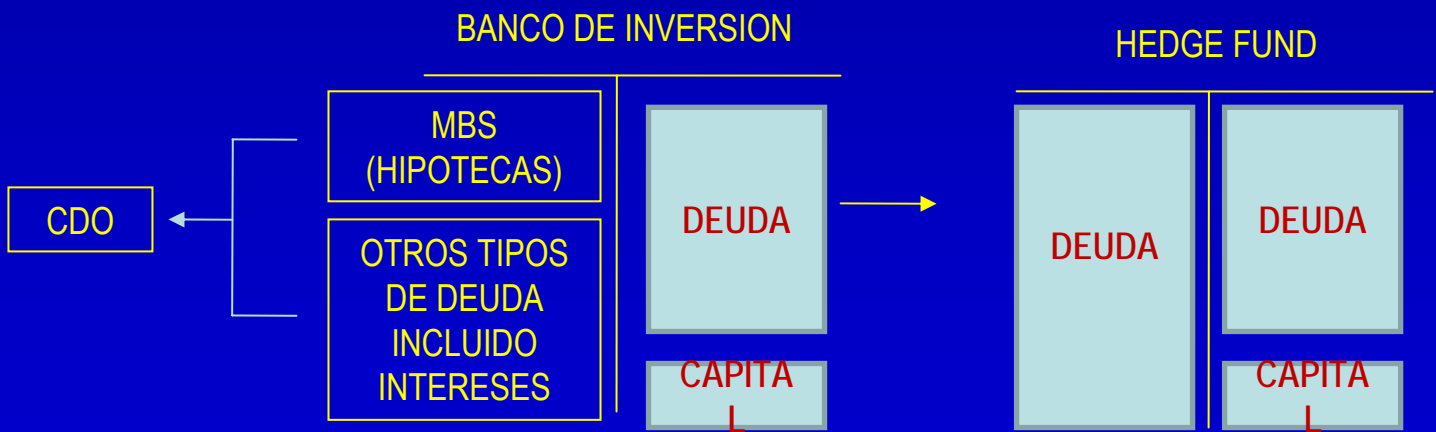 BANCO DE INVERSION
HEDGE FUND
CDO
MBS
(HIPOTECAS)
OTROS TIPOS
DE DEUDA
INCLUIDO
INTERESES
DEUDA
CAPITA
L
DEUDA
DEUDA
CAPITA
L